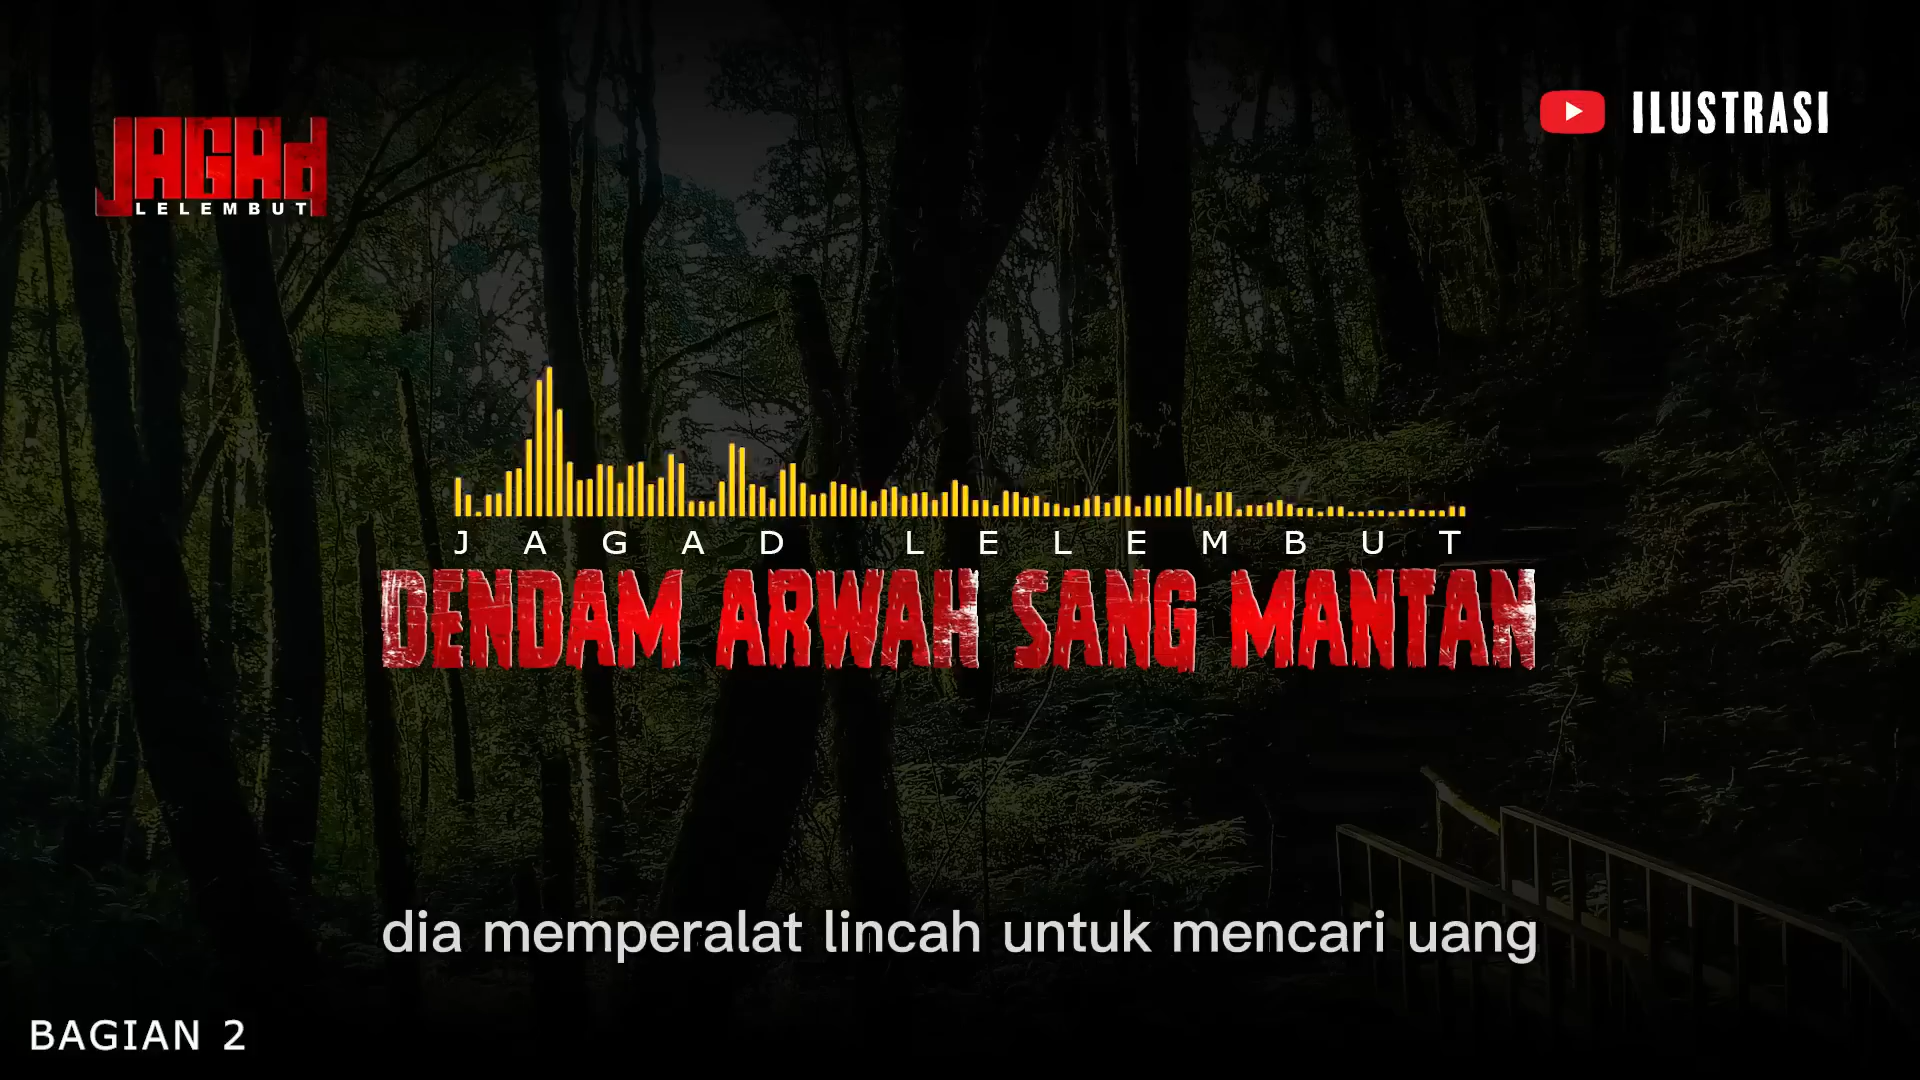 JAGAd
LELEMBUT
ILUSTRASI
JAGAD LELEMBUT
DENDAM ARWAH SANG MANTAN
dia memperalat lincah untuk mencari uang
BAGIAN 2